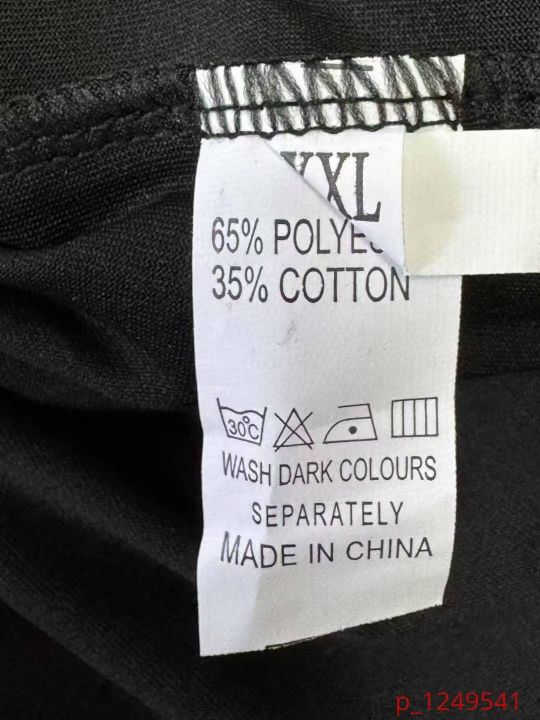 XXL
65% POLYES
35% COTTON
30°C
WASH DARK COLOURS
SEPARATELY
MADE IN CHINA
p_1249541